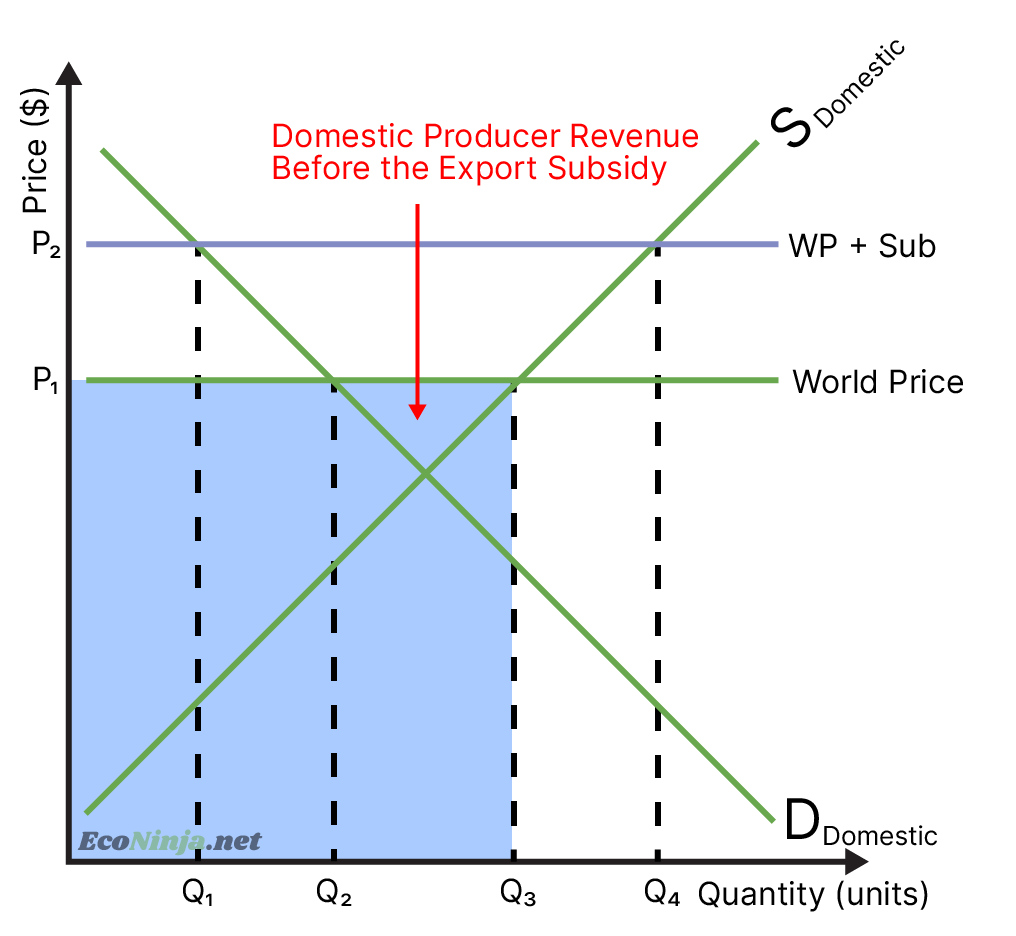 S Domestic
Price ($)
Domestic Producer Revenue
Before the Export Subsidy
P₂
WP + Sub
P₁
World Price
EcoNinja.net
D Domestic
Q₁
Q₂
Q₃
Q₄
Quantity (units)